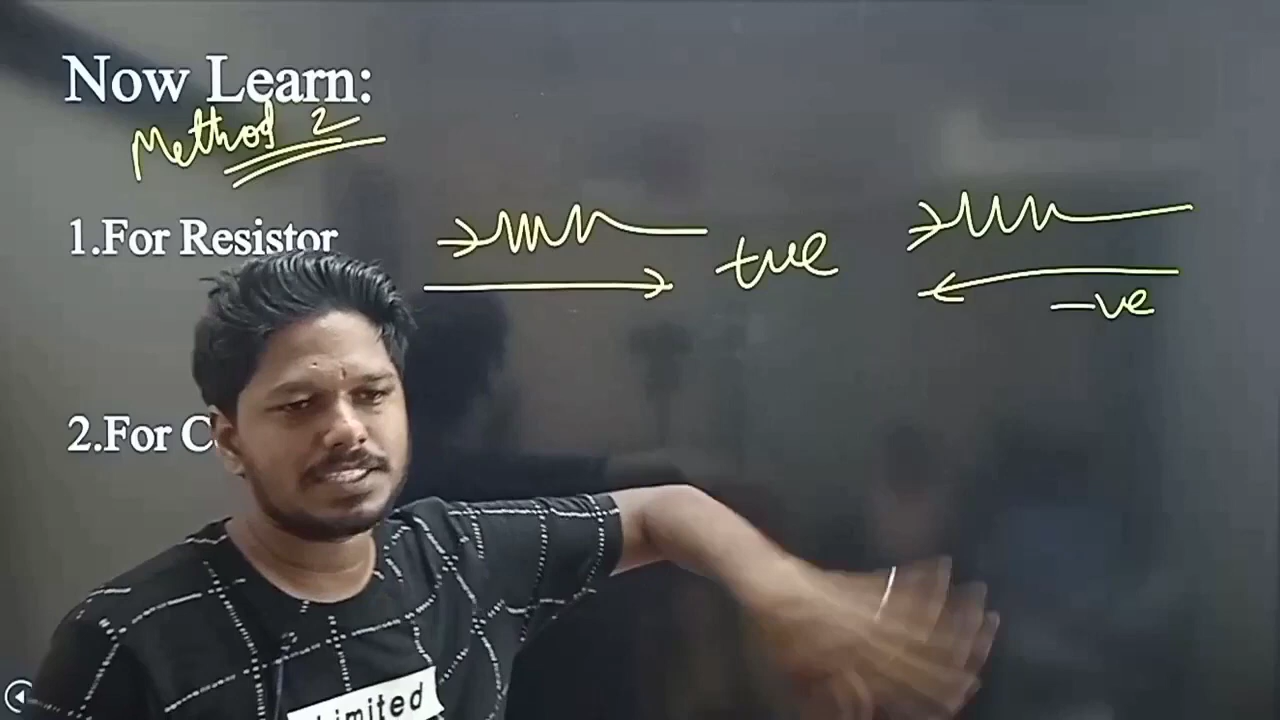 Now Learn:
Method 2
1.For Resistor
+ve
-ve
2.For
Limited